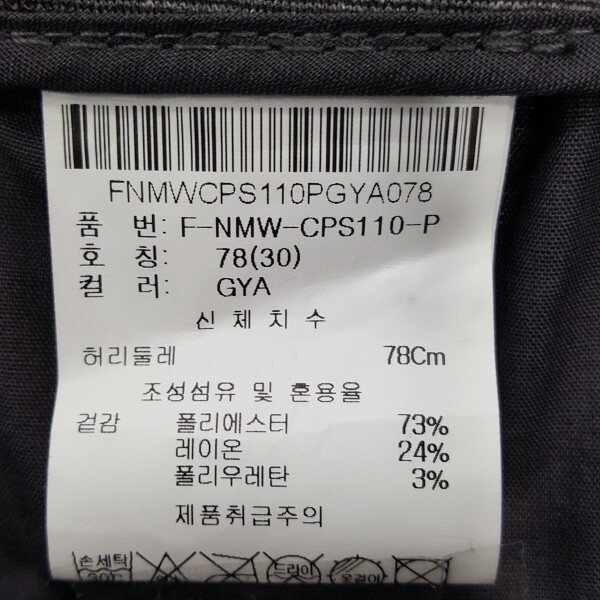 FNMWCPS110PGYA078
품 번: F-NMW-CPS110-P
호 칭: 78(30)
컬 러: GYA
신 체 치 수
허리둘레 78Cm
조성섬유 및 혼용율
겉감 폴리에스터 73%
레이온 24%
폴리우레탄 3%
제품취급주의
손세탁 드라이 옷걸이